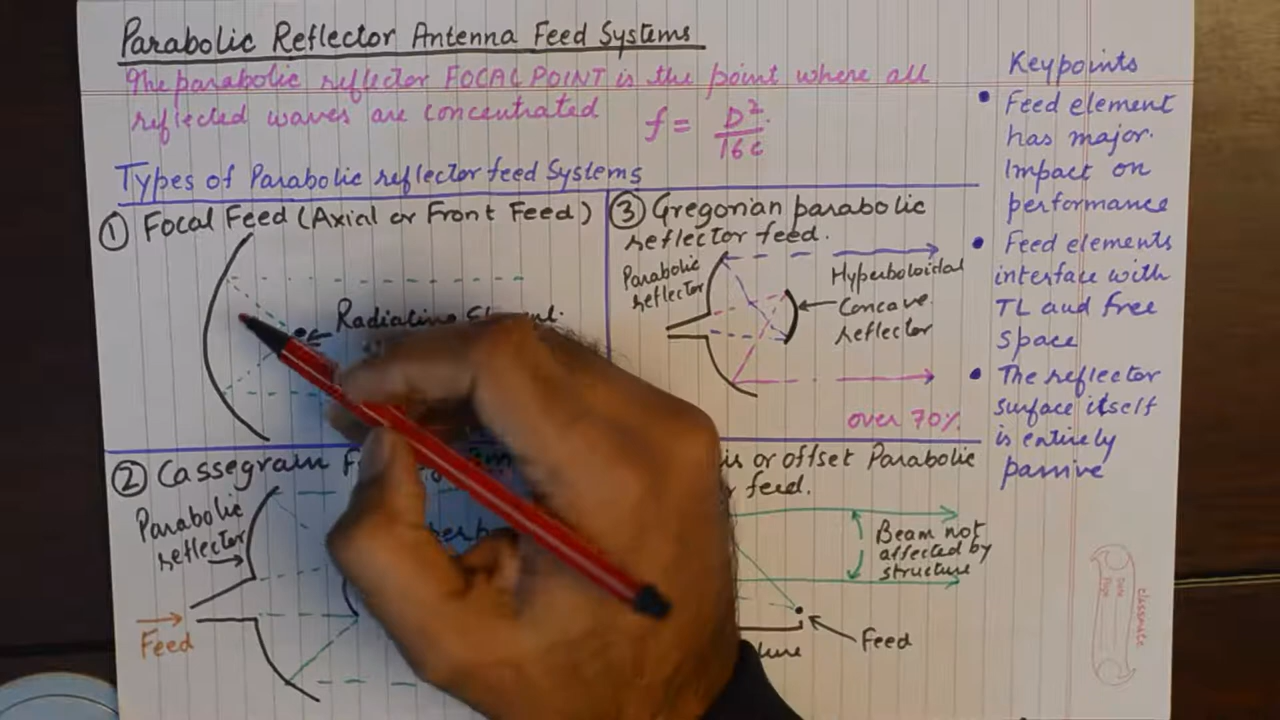 Parabolic Reflector Antenna Feed Systems
The parabolic reflector FOCAL POINT is the point where all
reflected waves are concentrated f = D²/16c
Types of Parabolic reflector feed Systems
① Focal Feed (Axial or Front Feed)
Radiating
② Cassegrain
Parabolic
reflector
Feed
③ Gregorian parabolic
reflector feed.
Parabolic
reflector
Hyperboloidal
Concave
reflector
over 70%
or offset Parabolic
feed.
Beam not
affected by
structure
Feed
Keypoints
• Feed element
has major
Impact on
performance
• Feed elements
interface with
TL and free
space
• The reflector
surface itself
is entirely
passive
classmate
Date
Page